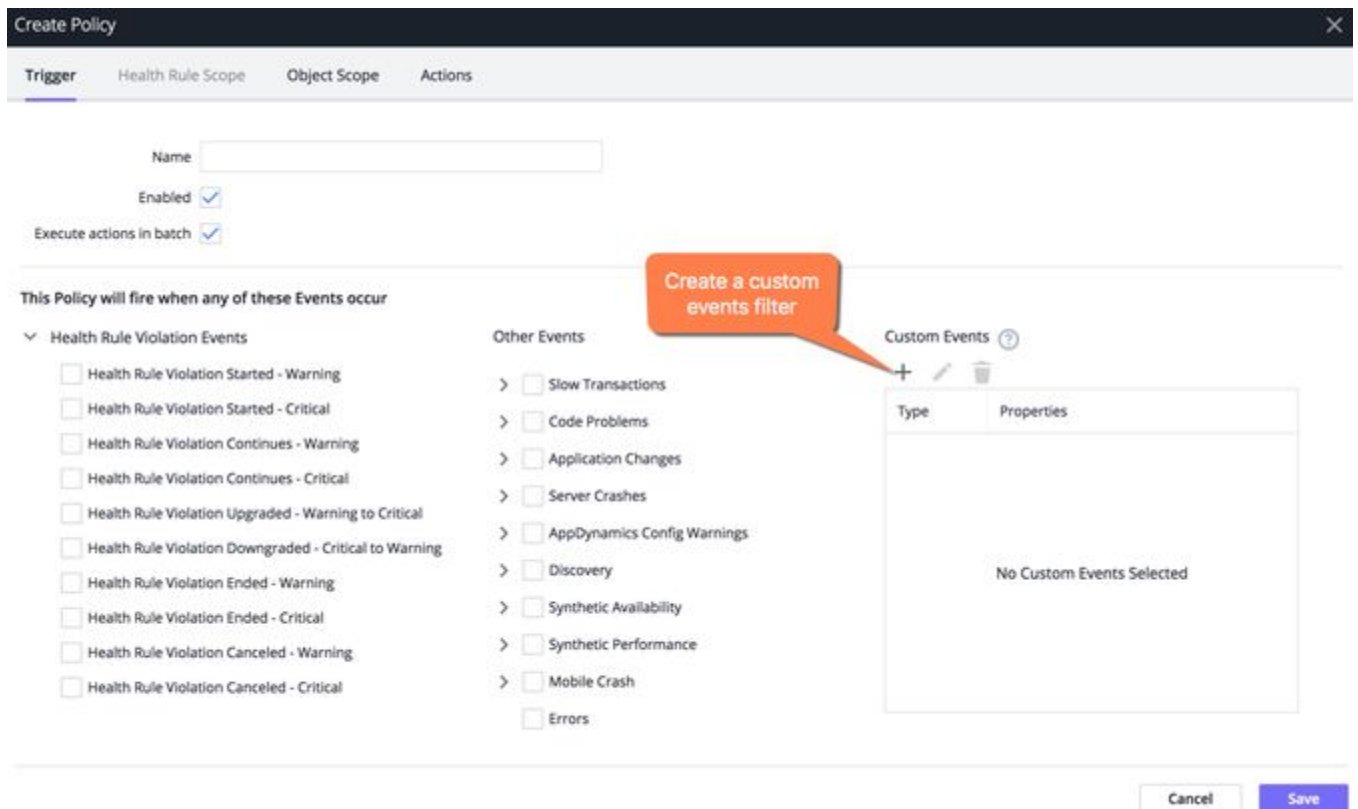 Create Policy
Trigger Health Rule Scope Object Scope Actions
Name
Enabled
Execute actions in batch
Create a custom
events filter
This Policy will fire when any of these Events occur
Health Rule Violation Events
Health Rule Violation Started - Warning
Health Rule Violation Started - Critical
Health Rule Violation Continues - Warning
Health Rule Violation Continues - Critical
Health Rule Violation Upgraded - Warning to Critical
Health Rule Violation Downgraded - Critical to Warning
Health Rule Violation Ended - Warning
Health Rule Violation Ended - Critical
Health Rule Violation Canceled - Warning
Health Rule Violation Canceled - Critical
Other Events
Slow Transactions
Code Problems
Application Changes
Server Crashes
AppDynamics Config Warnings
Discovery
Synthetic Availability
Synthetic Performance
Mobile Crash
Errors
Custom Events ?
Type Properties
No Custom Events Selected
Cancel Save